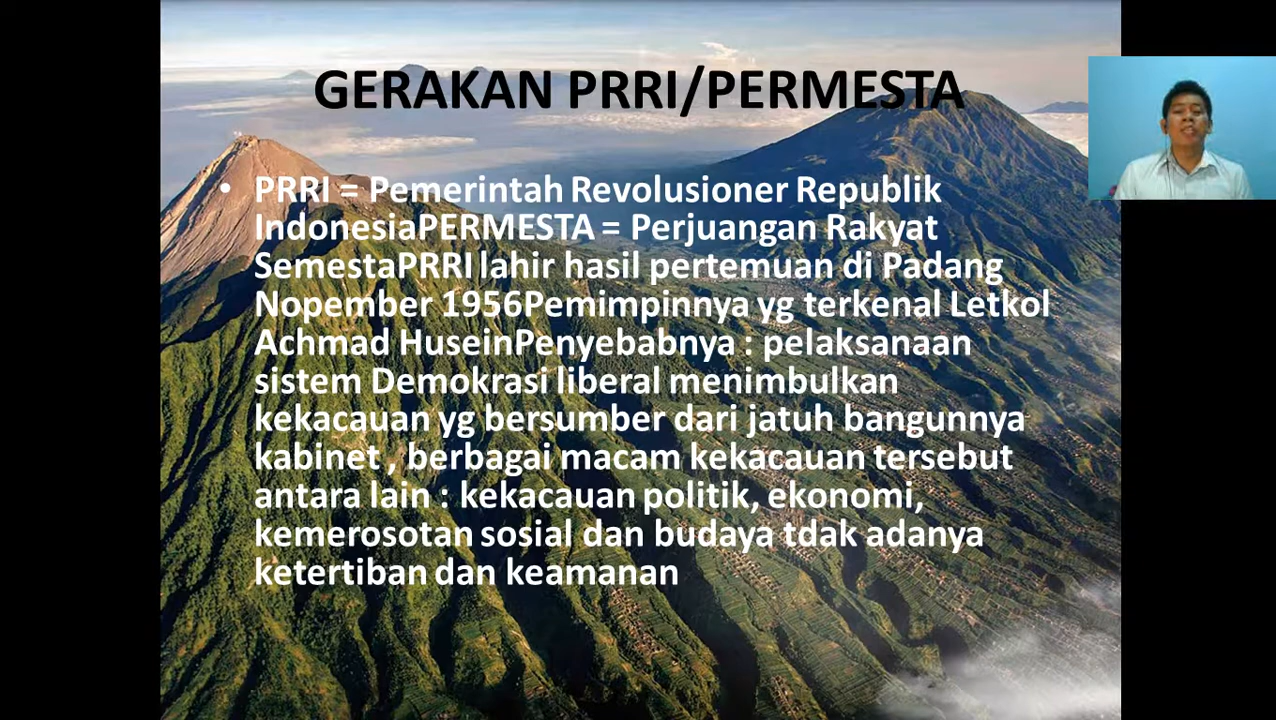 GERAKAN PRRI/PERMESTA
• PRRI = Pemerintah Revolusioner Republik
IndonesiaPERMESTA = Perjuangan Rakyat
SemestaPRRI lahir hasil pertemuan di Padang
Nopember 1956Pemimpinnya yg terkenal Letkol
Achmad HuseinPenyebabnya : pelaksanaan
sistem Demokrasi liberal menimbulkan
kekacauan yg bersumber dari jatuh bangunnya
kabinet , berbagai macam kekacauan tersebut
antara lain : kekacauan politik, ekonomi,
kemerosotan sosial dan budaya tdak adanya
ketertiban dan keamanan